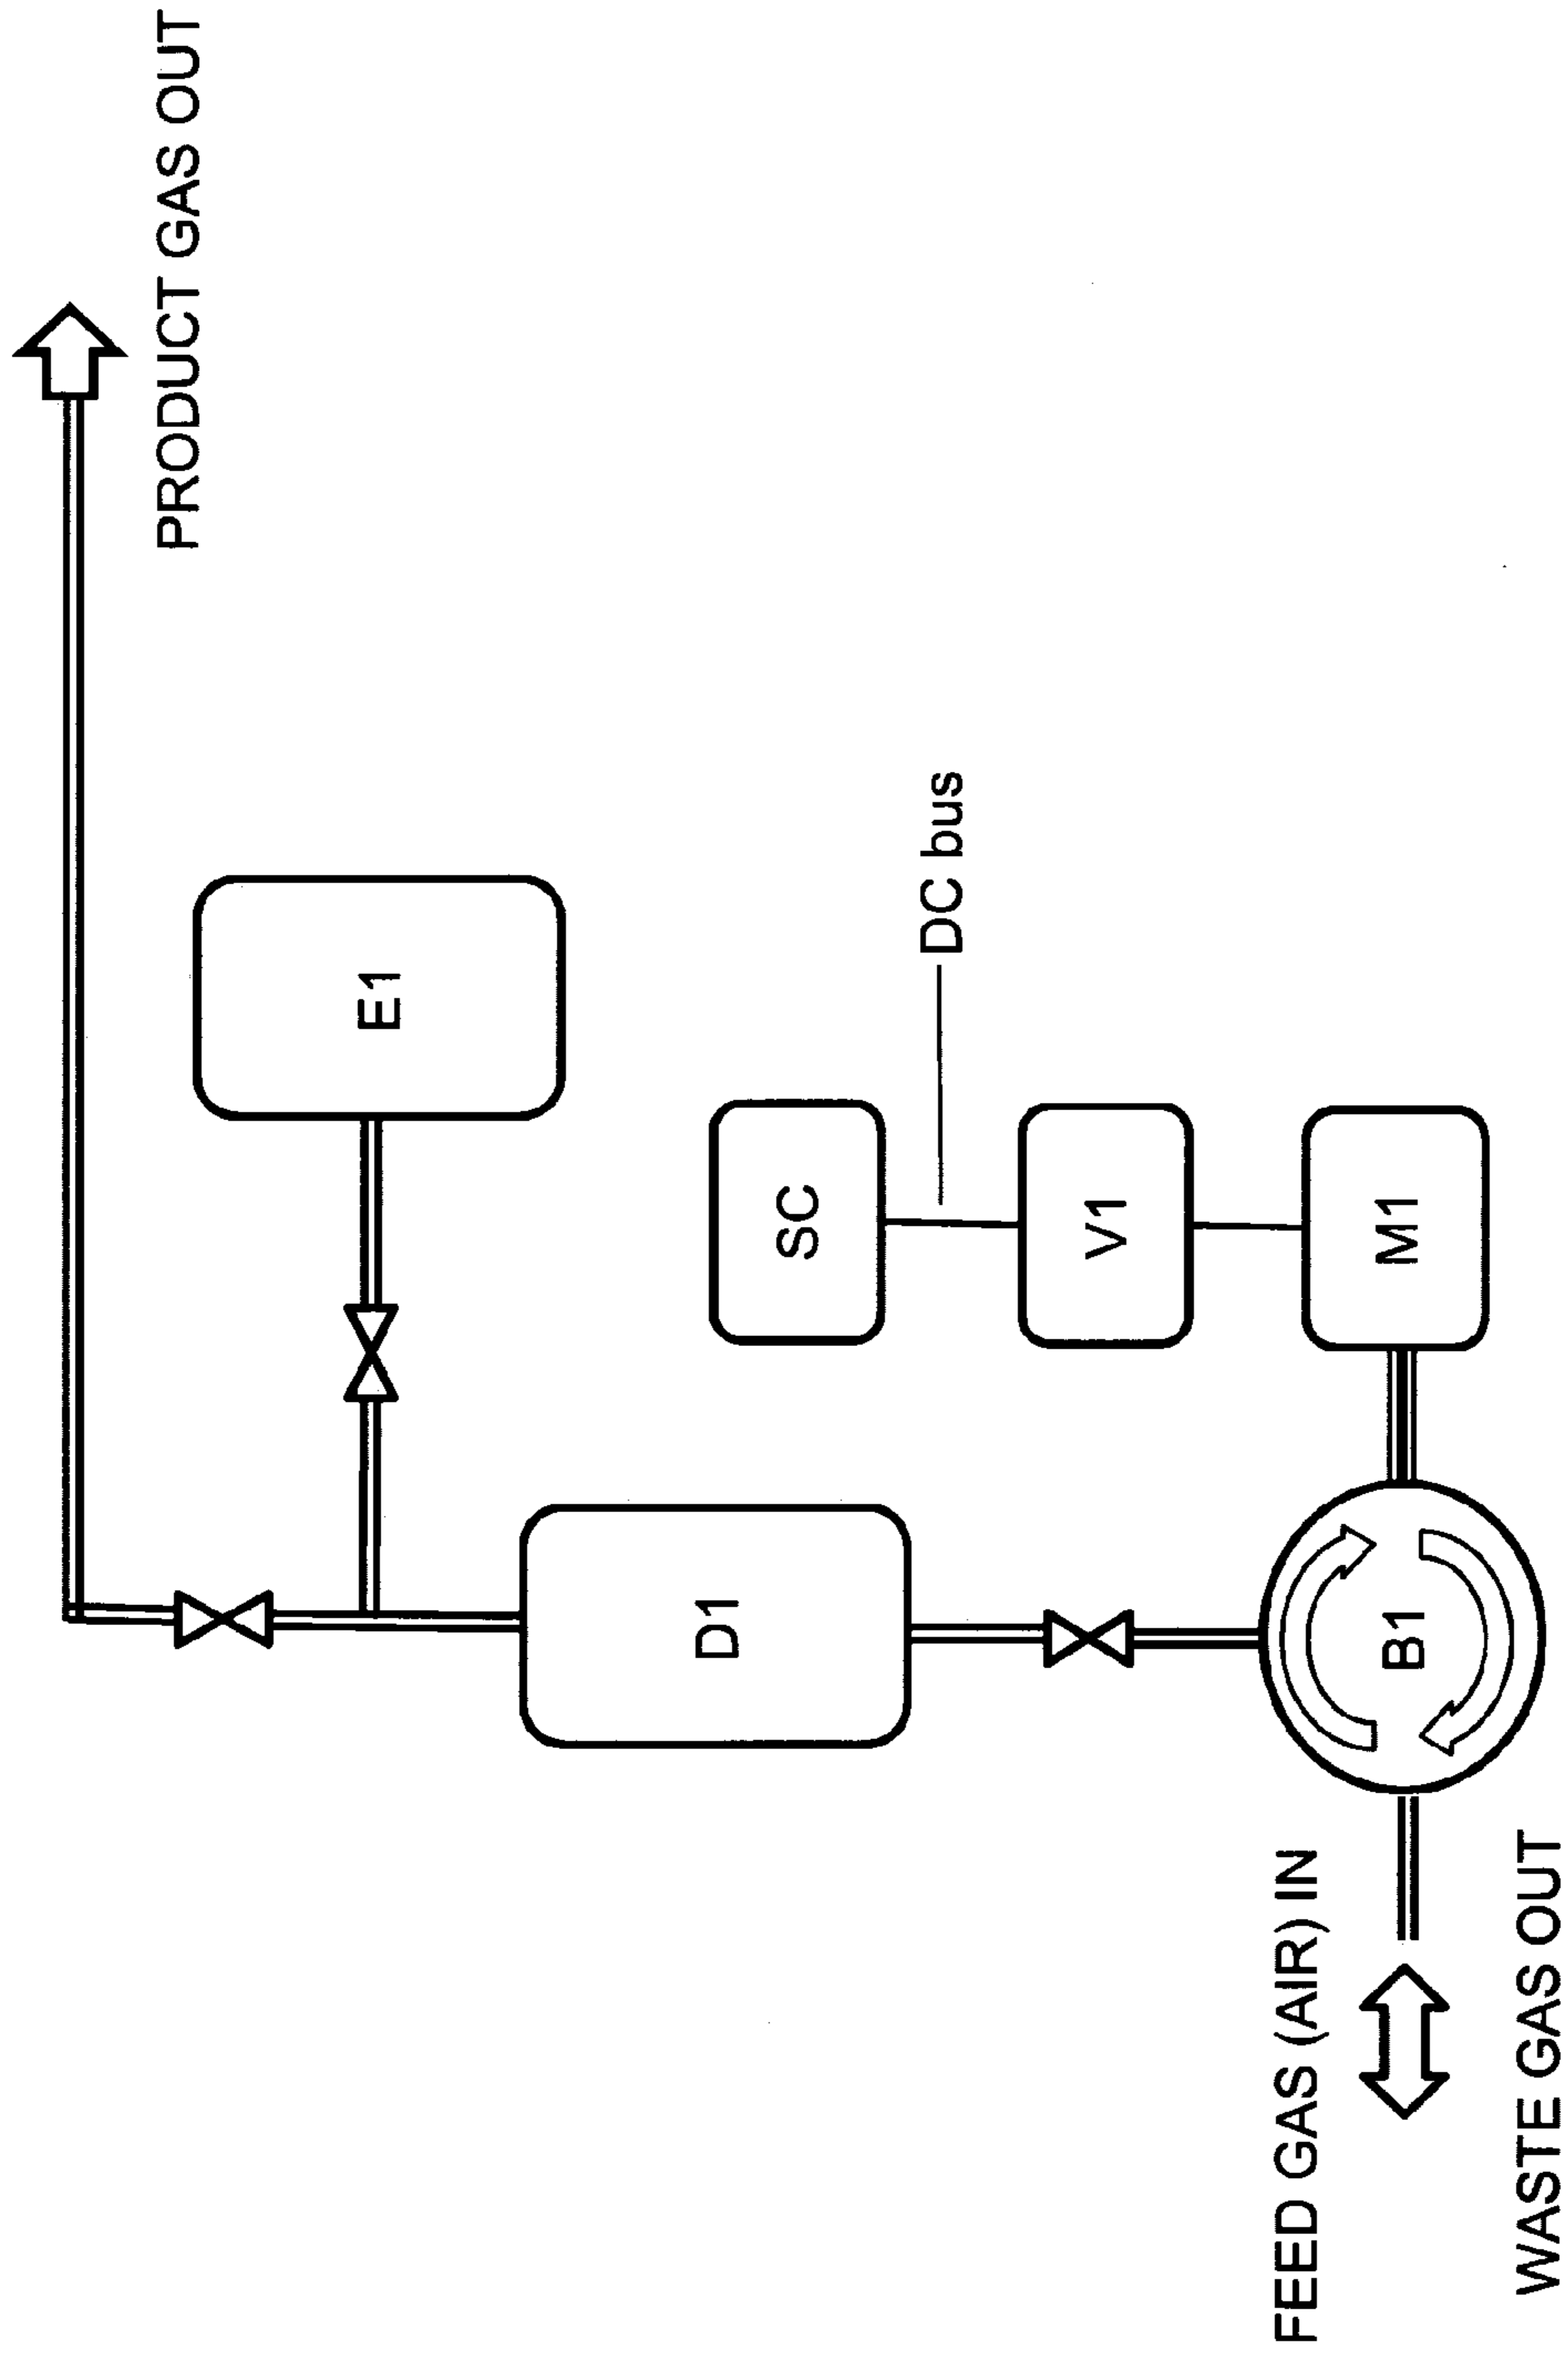 PRODUCT GAS OUT
E1
DC bus
SC
V1
M1
D1
B1
FEED GAS (AIR) IN
WASTE GAS OUT